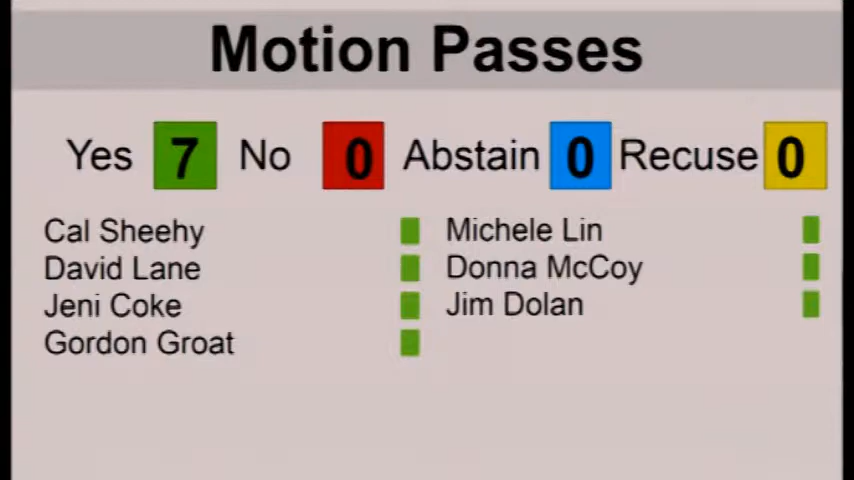 Motion Passes
Yes 7 No 0 Abstain 0 Recuse 0
Cal Sheehy
David Lane
Jeni Coke
Gordon Groat
Michele Lin
Donna McCoy
Jim Dolan